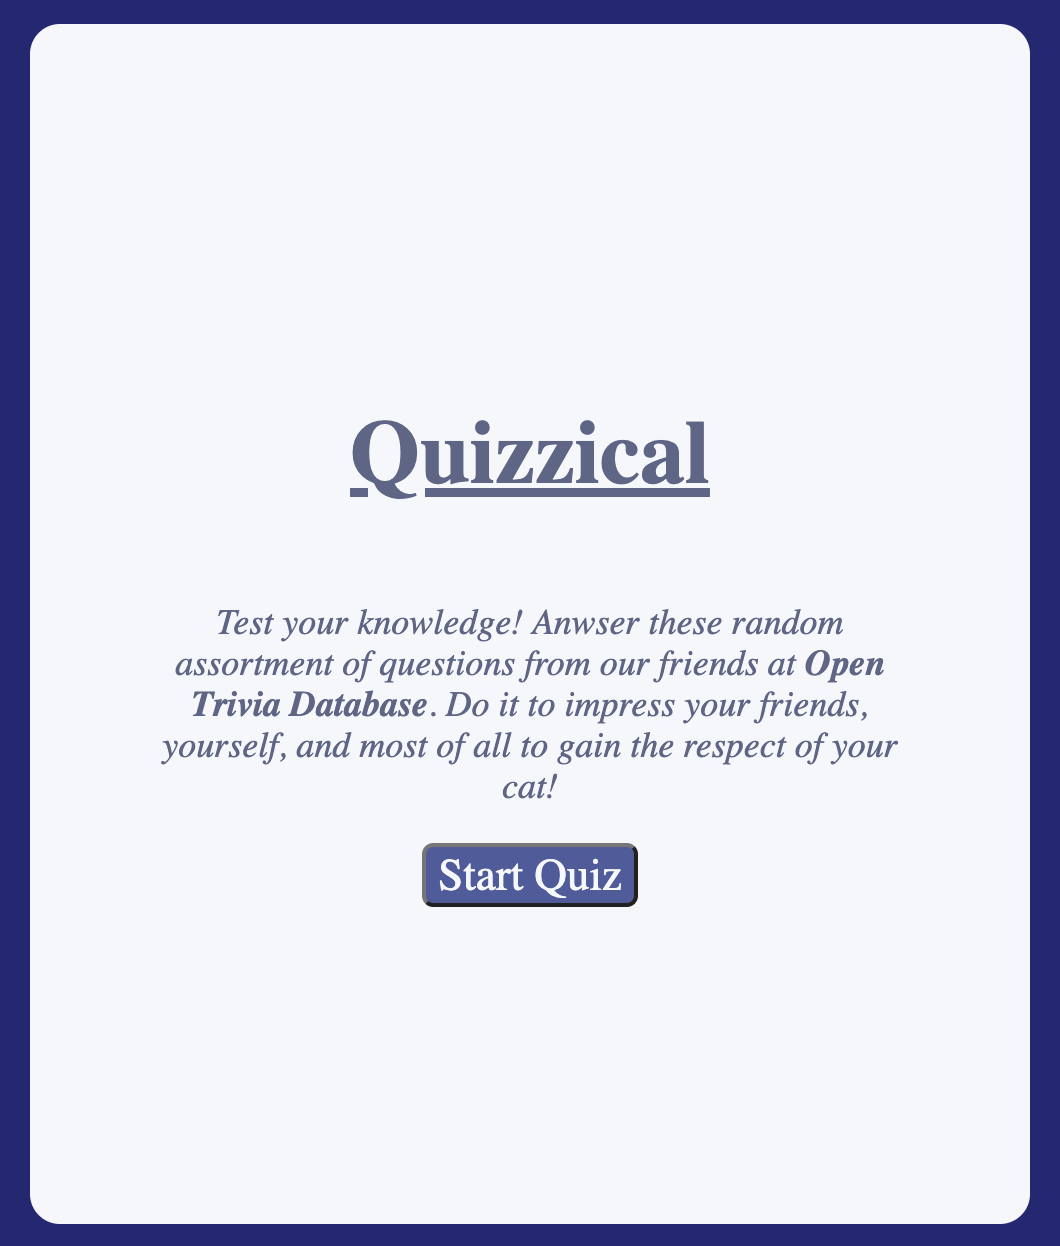 Quizzical
Test your knowledge! Anwser these random
assortment of questions from our friends at Open
Trivia Database. Do it to impress your friends,
yourself, and most of all to gain the respect of your
cat!
Start Quiz